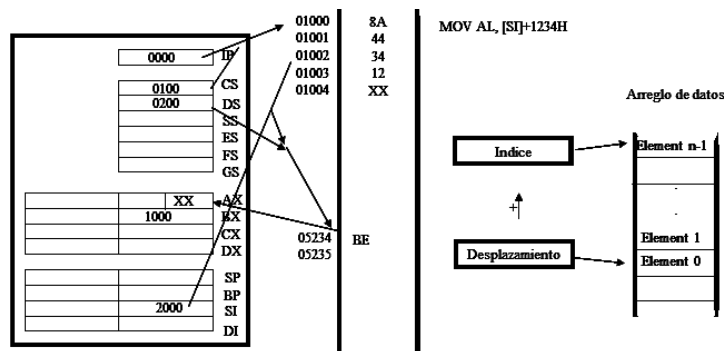 0000 IP
0100 CS
0200 DS
SS
ES
FS
GS
XX AX
1000 BX
CX
DX
SP
BP
2000 SI
DI
01000 8A
01001 44
01002 34
01003 12
01004 XX
05234 BE
05235
MOV AL, [SI]+1234H
Arreglo de datos
Indice
+
Desplazamiento
Element n-1
.
.
Element 1
Element 0